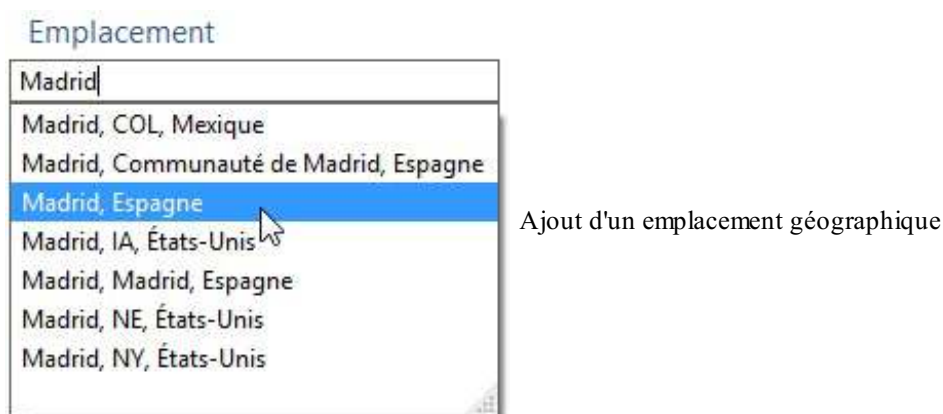 Emplacement
Madrid
Madrid, COL, Mexique
Madrid, Communauté de Madrid, Espagne
Madrid, Espagne
Madrid, IA, États-Unis
Madrid, Madrid, Espagne
Madrid, NE, États-Unis
Madrid, NY, États-Unis
Ajout d'un emplacement géographique